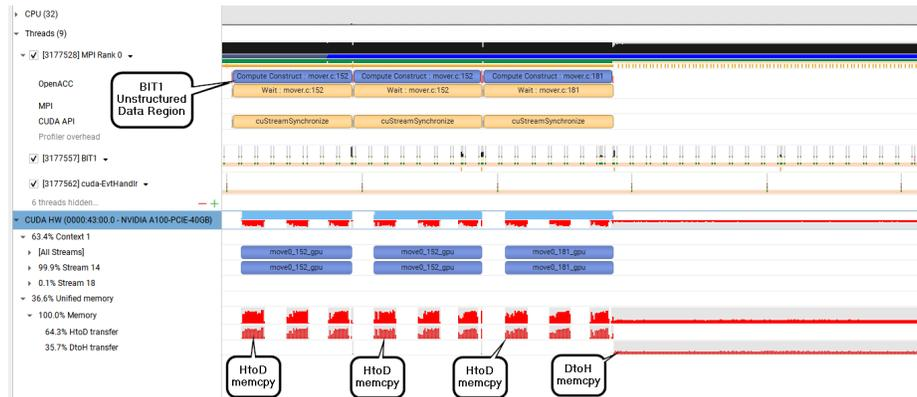 CPU (32)
Threads (9)
[3177528] MPI Rank 0
OpenACC
Compute Construct : mover.c:152
Compute Construct : mover.c:152
Compute Construct : mover.c:181
Wait : mover.c:152
Wait : mover.c:152
Wait : mover.c:181
BIT1
Unstructured
Data Region
MPI
CUDA API
cuStreamSynchronize
cuStreamSynchronize
cuStreamSynchronize
Profiler overhead
[3177557] BIT1
[3177562] cuda-EvtHandlr
6 threads hidden...
CUDA HW (0000:43:00.0 - NVIDIA A100-PCIE-40GB)
63.4% Context 1
[All Streams]
move0_152_gpu
move0_152_gpu
move0_181_gpu
99.9% Stream 14
move0_152_gpu
move0_152_gpu
move0_181_gpu
0.1% Stream 18
36.6% Unified memory
100.0% Memory
64.3% HtoD transfer
35.7% DtoH transfer
HtoD
memcpy
HtoD
memcpy
HtoD
memcpy
DtoH
memcpy